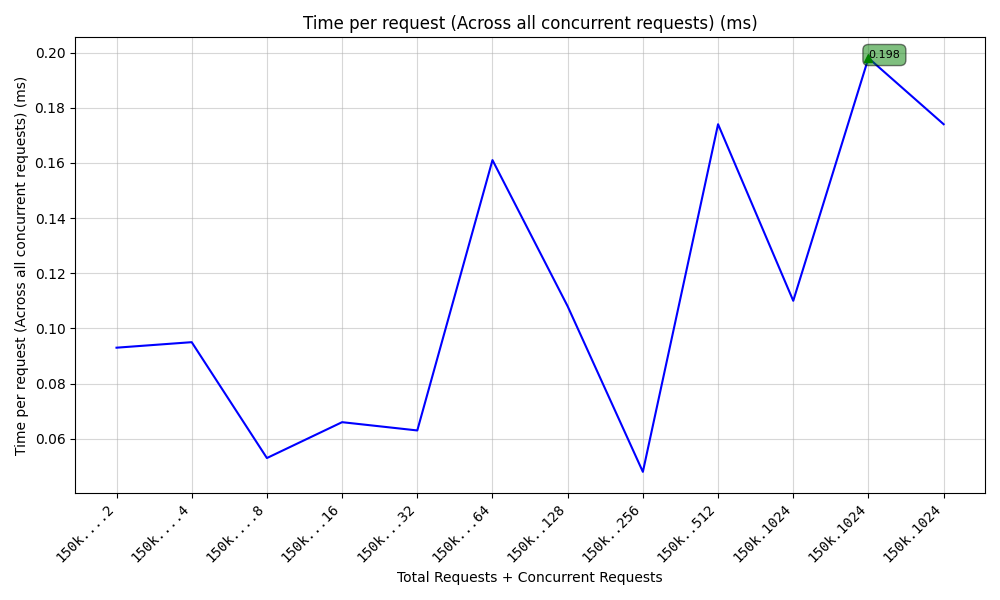 Time per request (Across all concurrent requests) (ms)
Time per request (Across all concurrent requests) (ms)
0.20
0.18
0.16
0.14
0.12
0.10
0.08
0.06
0.198
150k....2
150k....4
150k....8
150k...16
150k...32
150k...64
150k..128
150k..256
150k..512
150k.1024
150k.1024
150k.1024
Total Requests + Concurrent Requests